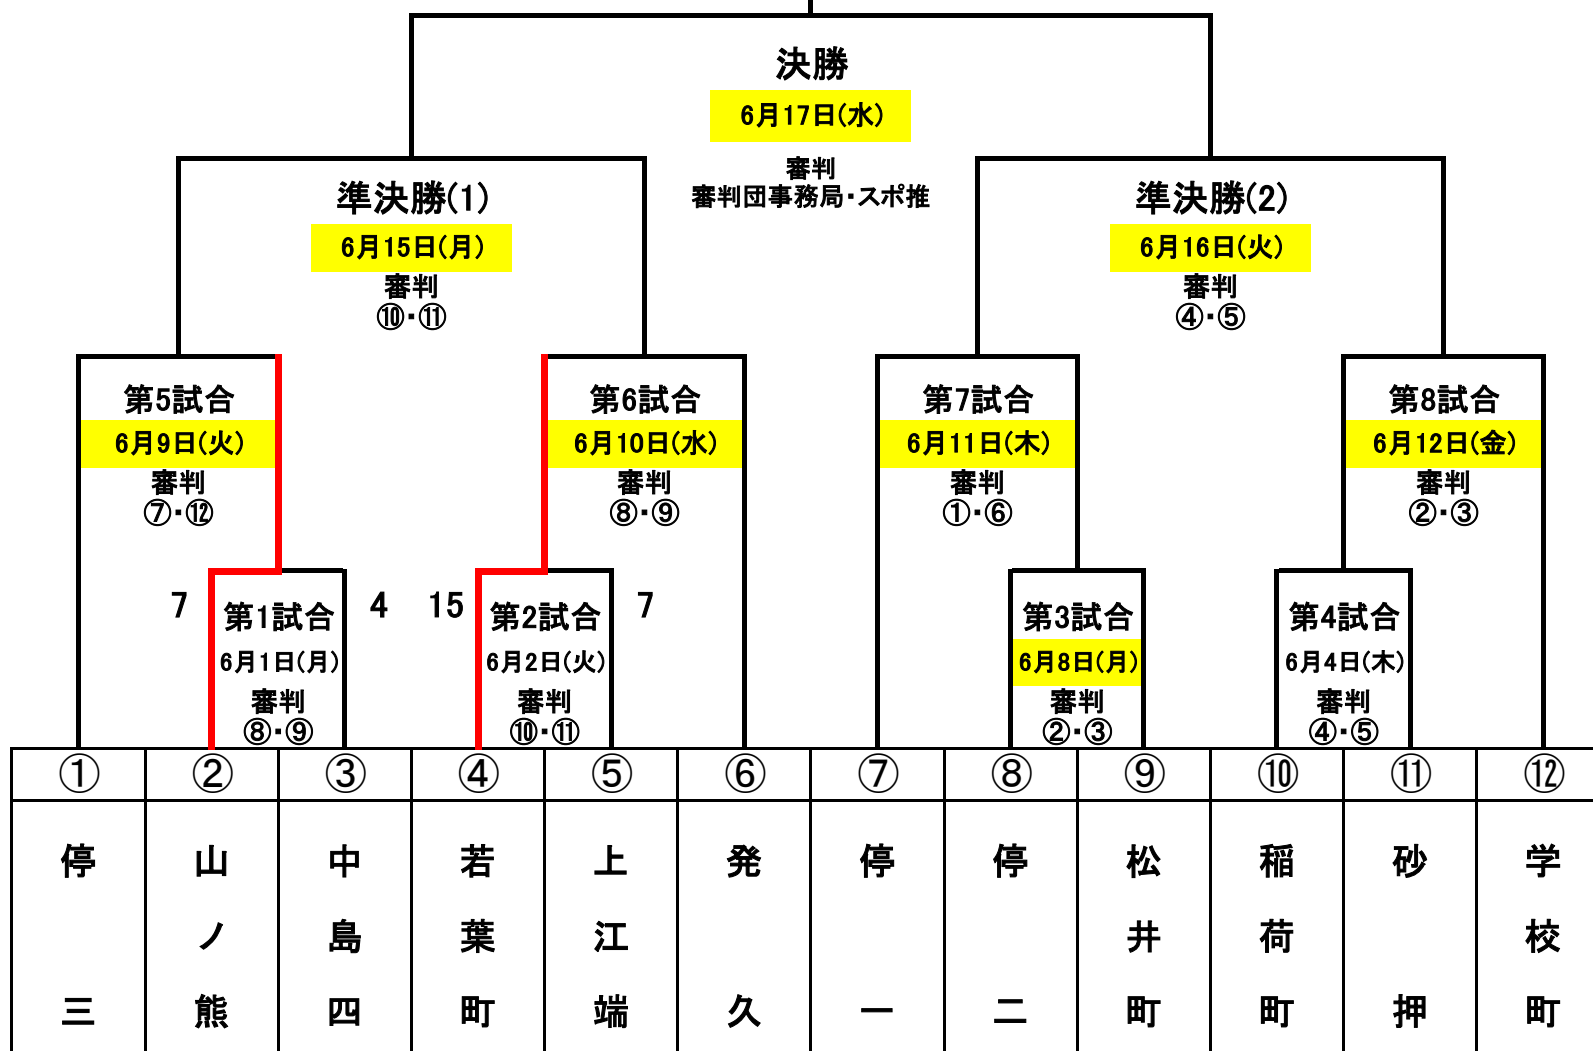 決勝
6月17日(水)
審判
審判団事務局・スポ推
準決勝(1)
6月15日(月)
審判
⑩・⑪
準決勝(2)
6月16日(火)
審判
④・⑤
第5試合
6月9日(火)
審判
⑦・⑫
第6試合
6月10日(水)
審判
⑧・⑨
第7試合
6月11日(木)
審判
①・⑥
第8試合
6月12日(金)
審判
②・③
7
第1試合
6月1日(月)
審判
⑧・⑨
4
15
第2試合
6月2日(火)
審判
⑩・⑪
7
第3試合
6月8日(月)
審判
②・③
第4試合
6月4日(木)
審判
④・⑤
① ② ③ ④ ⑤ ⑥ ⑦ ⑧ ⑨ ⑩ ⑪ ⑫
停三
山ノ熊
中島四
若葉町
上江端
発久
停一
停二
松井町
稲荷町
砂押
学校町